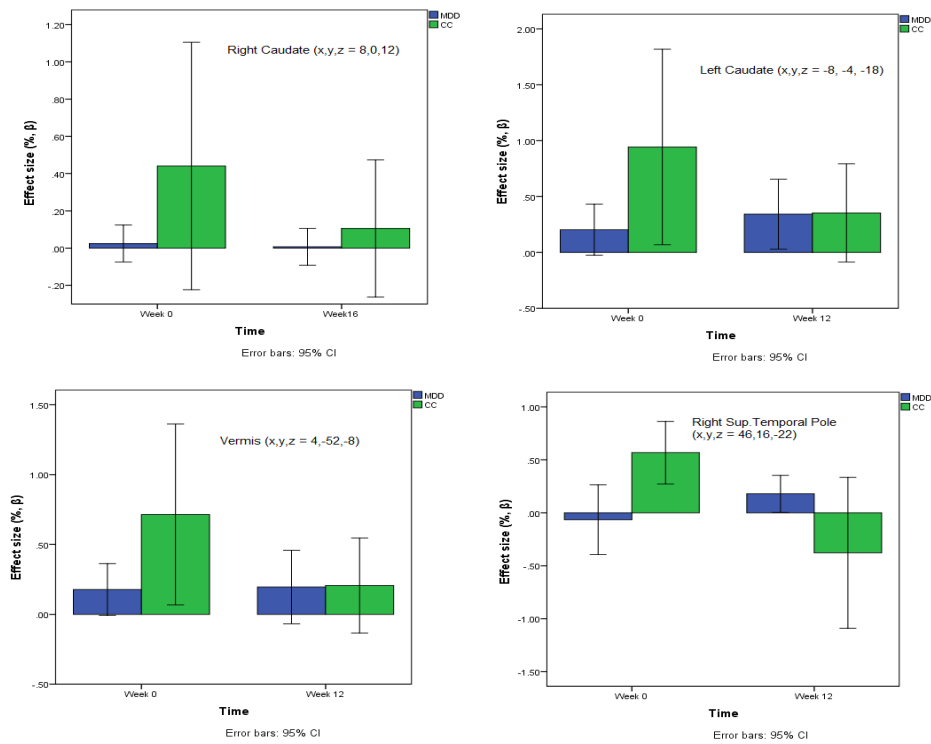 MDD
CC
Right Caudate (x,y,z = 8,0,12)
Effect size (%, β)
1.20
1.00
.80
.60
.40
.20
.00
-.20
Week 0
Week16
Time
Error bars: 95% CI
MDD
CC
Left Caudate (x,y,z = -8, -4, -18)
Effect size (%, β)
2.00
1.50
1.00
.50
.00
-.50
Week 0
Week 12
Time
Error bars: 95% CI
MDD
CC
Vermis (x,y,z = 4,-52,-8)
Effect size (%, β)
1.50
1.00
.50
.00
-.50
Week 0
Week 12
Time
Error bars: 95% CI
MDD
CC
Right Sup.Temporal Pole
(x,y,z = 46,16,-22)
Effect size (%, β)
1.00
.50
.00
-.50
-1.00
-1.50
Week 0
Week 12
Time
Error bars: 95% CI